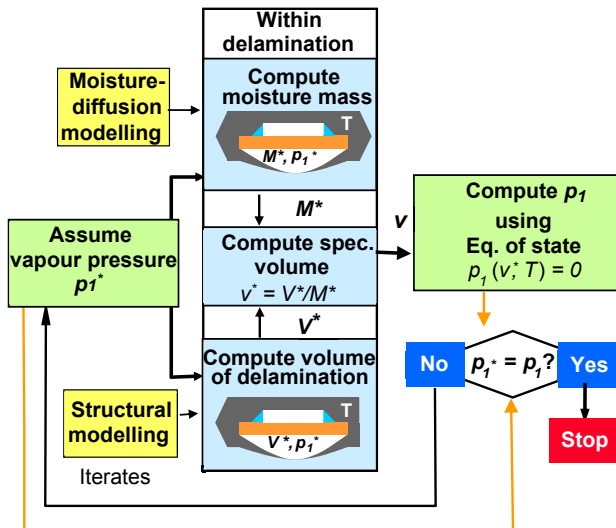 Within
delamination
Moisture-
diffusion
modelling
Compute
moisture mass
T
M*, p₁*
M*
Assume
vapour pressure
p₁*
Compute spec.
volume
v* = V*/M*
v
Compute p₁
using
Eq. of state
p₁ (v,* T) = 0
V*
Compute volume
of delamination
T
V*, p₁*
Structural
modelling
Iterates
No
p₁* = p₁?
Yes
Stop